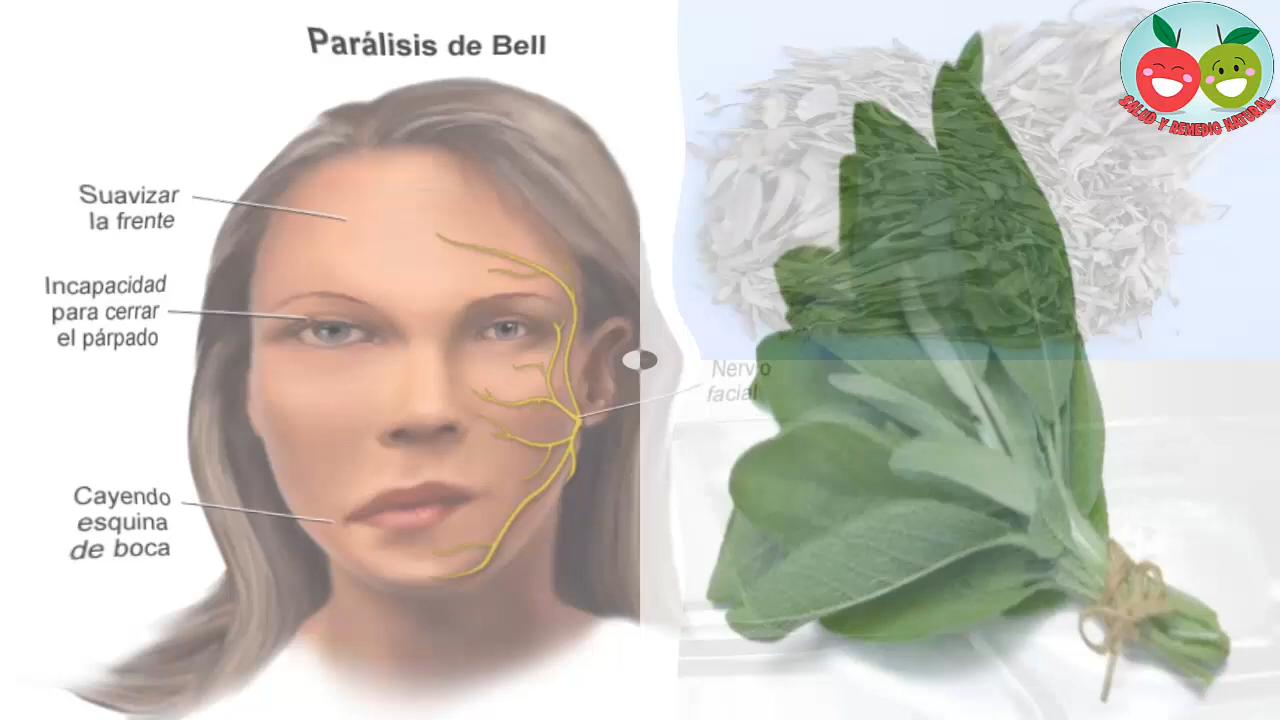 Parálisis de Bell
Suavizar
la frente
Incapacidad
para cerrar
el párpado
Nervio
facial
Cayendo
esquina
de boca
SALUD Y REMEDIO NATURAL